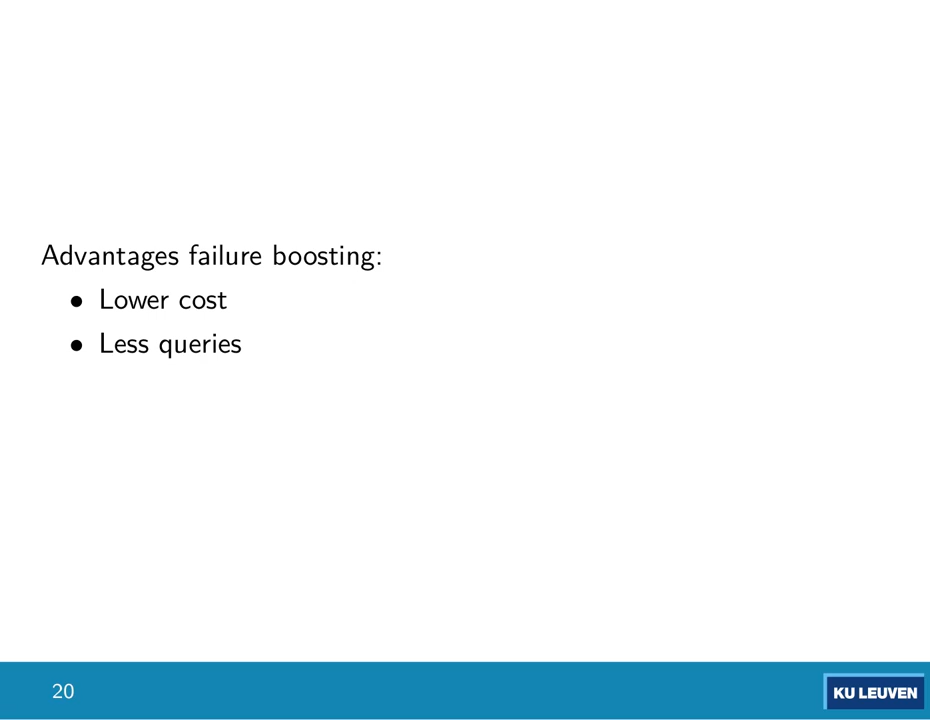 Advantages failure boosting:
• Lower cost
• Less queries
20
KU LEUVEN